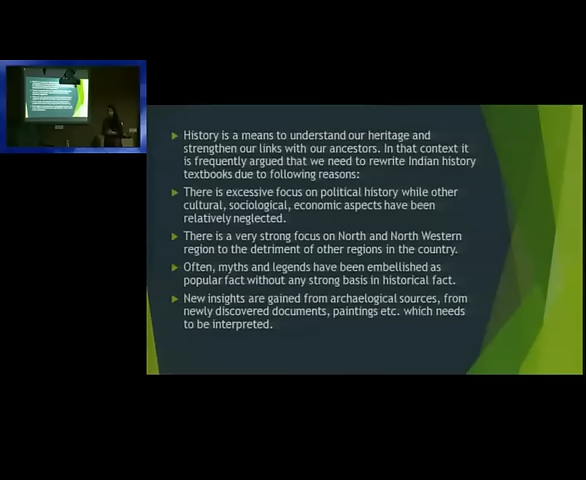 History is a means to understand our heritage and
strengthen our links with our ancestors. In that context it
is frequently argued that we need to rewrite Indian history
textbooks due to following reasons:
There is excessive focus on political history while other
cultural, sociological, economic aspects have been
relatively neglected.
There is a very strong focus on North and North Western
region to the detriment of other regions in the country.
Often, myths and legends have been embellished as
popular fact without any strong basis in historical fact.
New insights are gained from archaelogical sources, from
newly discovered documents, paintings etc. which needs
to be interpreted.